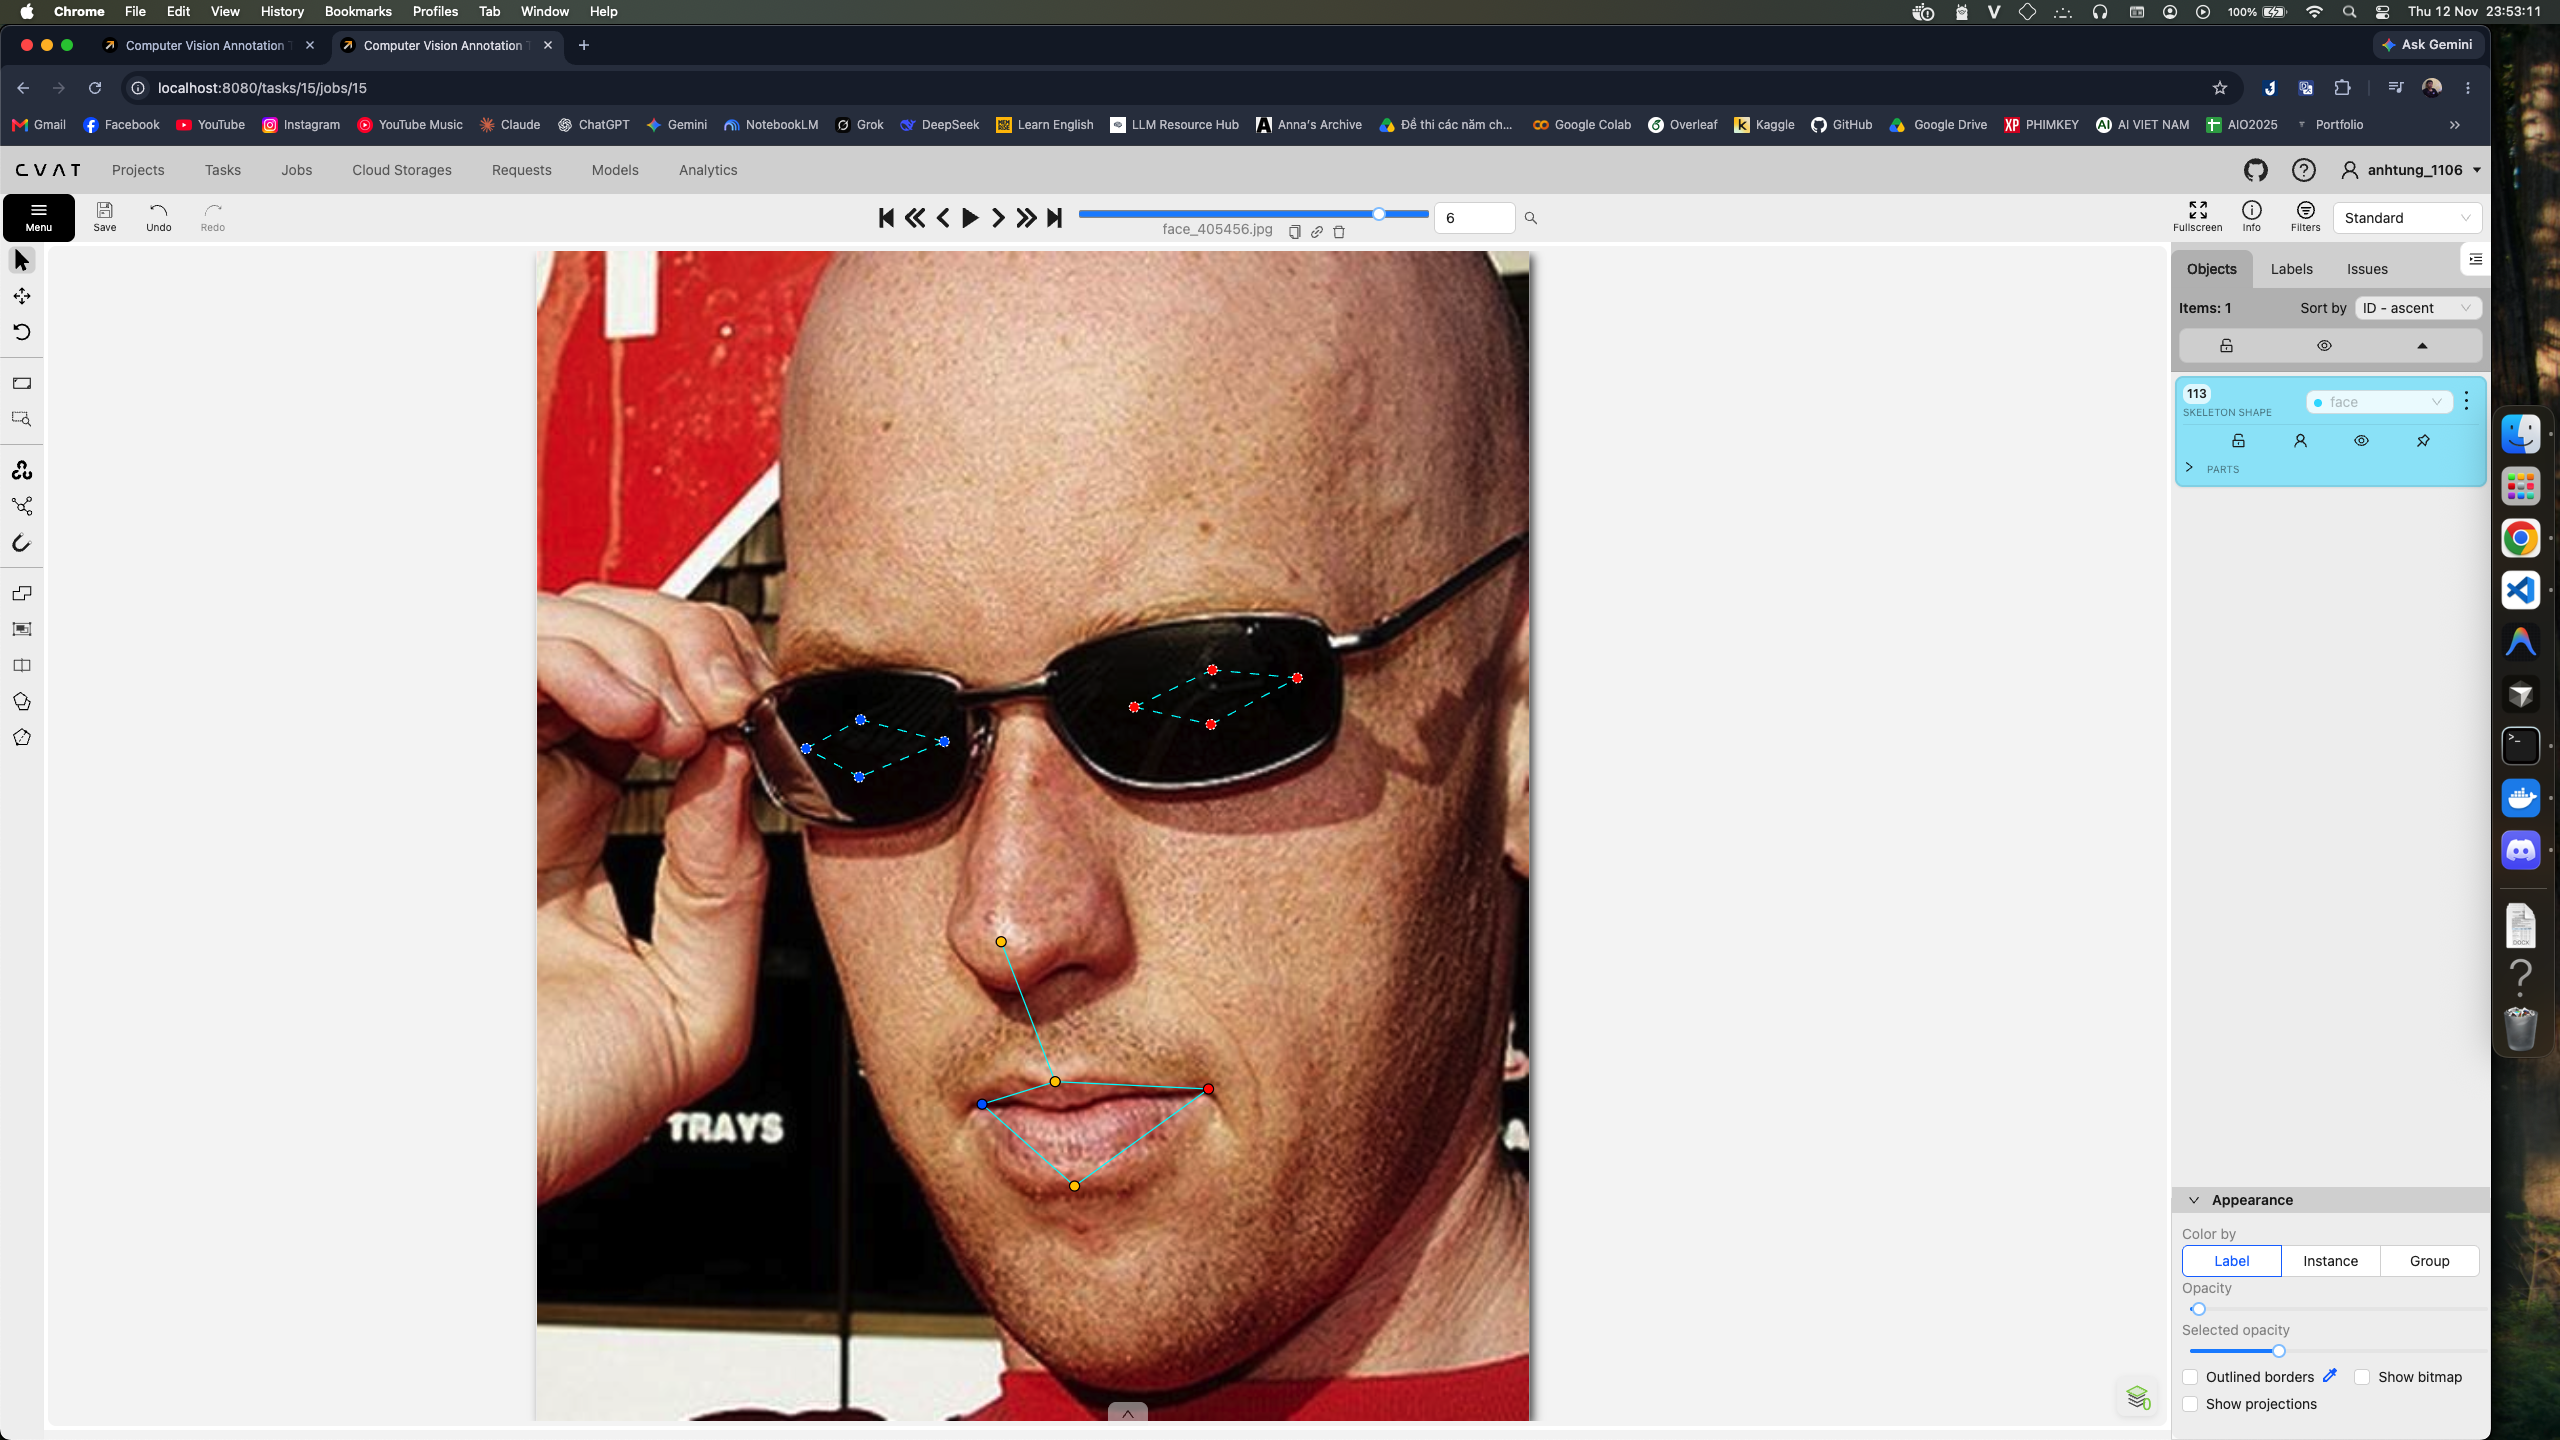 Chrome File Edit View History Bookmarks Profiles Tab Window Help 100% Thu 12 Nov 23:53:11
Computer Vision Annotation T Computer Vision Annotation T Ask Gemini
localhost:8080/tasks/15/jobs/15
Gmail Facebook YouTube Instagram YouTube Music Claude ChatGPT Gemini NotebookLM Grok DeepSeek Learn English LLM Resource Hub Anna's Archive Đề thi các năm ch... Google Colab Overleaf Kaggle GitHub Google Drive PHIMKEY AI VIET NAM AIO2025 Portfolio
CVAT Projects Tasks Jobs Cloud Storages Requests Models Analytics anhtung_1106
Menu Save Undo Redo 6 Fullscreen Info Filters Standard
face_405456.jpg
Objects Labels Issues
Items: 1 Sort by ID - ascent
113 face
SKELETON SHAPE
PARTS
TRAYS
A
Appearance
Color by
Label Instance Group
Opacity
Selected opacity
Outlined borders Show bitmap
Show projections
0
DOCX